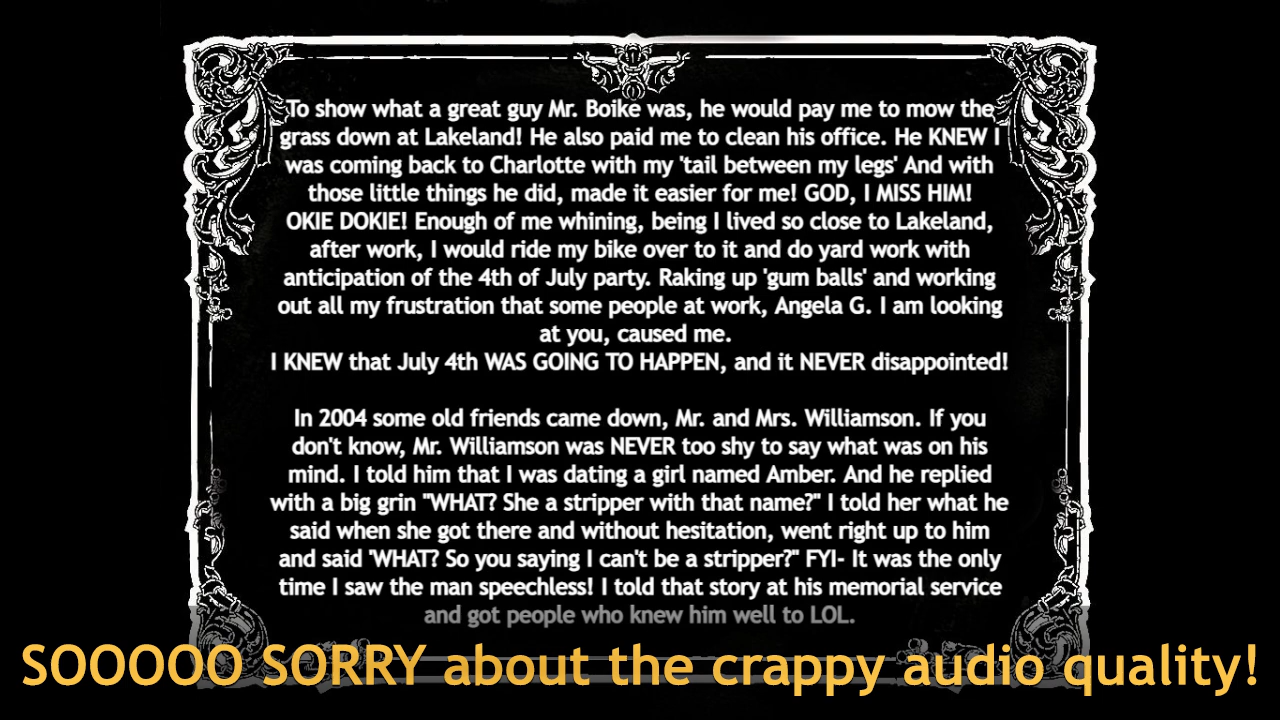 To show what a great guy Mr. Boike was, he would pay me to mow the
grass down at Lakeland! He also paid me to clean his office. He KNEW I
was coming back to Charlotte with my 'tail between my legs' And with
those little things he did, made it easier for me! GOD, I MISS HIM!
OKIE DOKIE! Enough of me whining, being I lived so close to Lakeland,
after work, I would ride my bike over to it and do yard work with
anticipation of the 4th of July party. Raking up 'gum balls' and working
out all my frustration that some people at work, Angela G. I am looking
at you, caused me.
I KNEW that July 4th WAS GOING TO HAPPEN, and it NEVER disappointed!
In 2004 some old friends came down, Mr. and Mrs. Williamson. If you
don't know, Mr. Williamson was NEVER too shy to say what was on his
mind. I told him that I was dating a girl named Amber. And he replied
with a big grin "WHAT? She a stripper with that name?" I told her what he
said when she got there and without hesitation, went right up to him
and said 'WHAT? So you saying I can't be a stripper?" FYI- It was the only
time I saw the man speechless! I told that story at his memorial service
and got people who knew him well to LOL.
SOOOOO SORRY about the crappy audio quality!